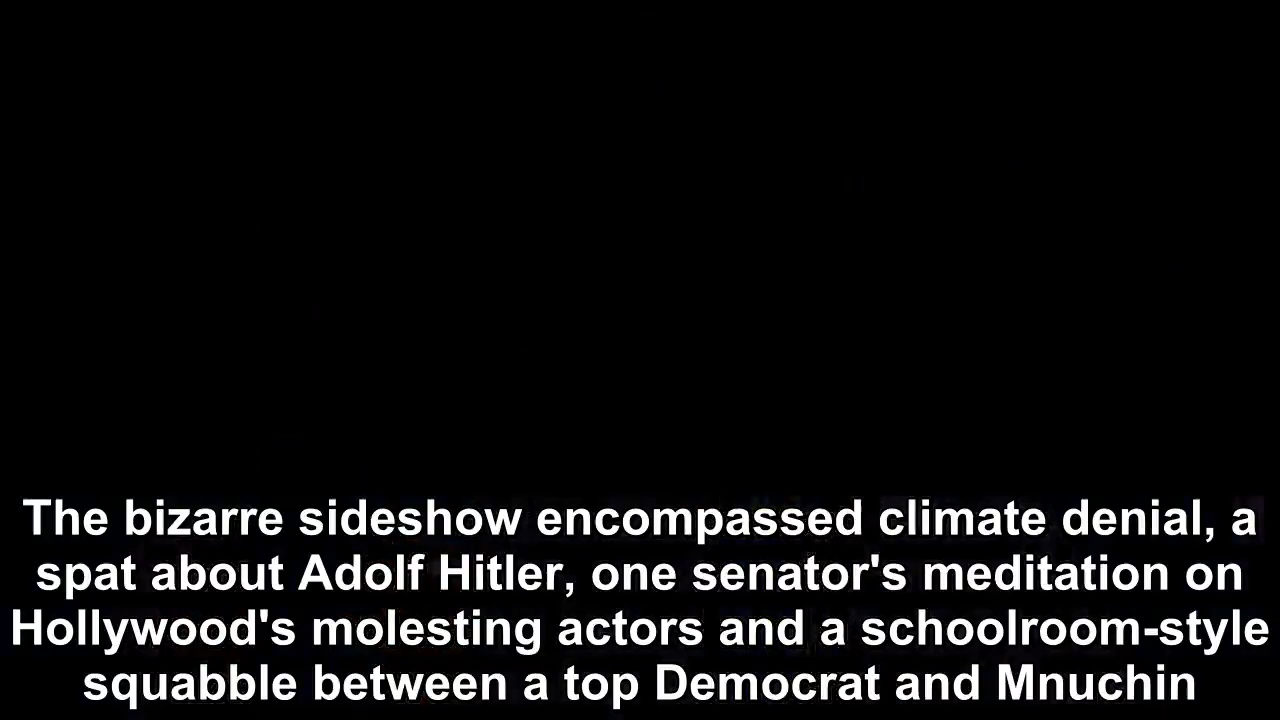 The bizarre sideshow encompassed climate denial, a
spat about Adolf Hitler, one senator's meditation on
Hollywood's molesting actors and a schoolroom-style
squabble between a top Democrat and Mnuchin